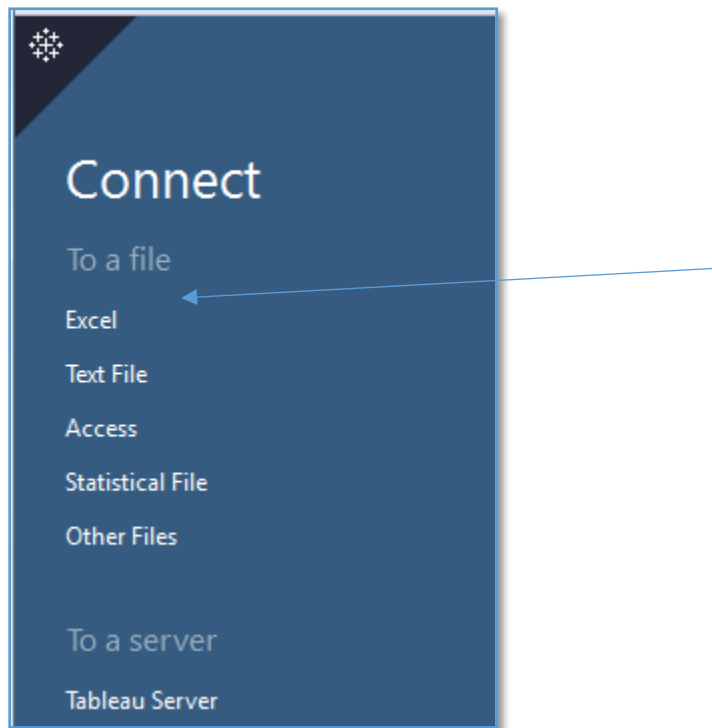 Connect
To a file
Excel
Text File
Access
Statistical File
Other Files
To a server
Tableau Server